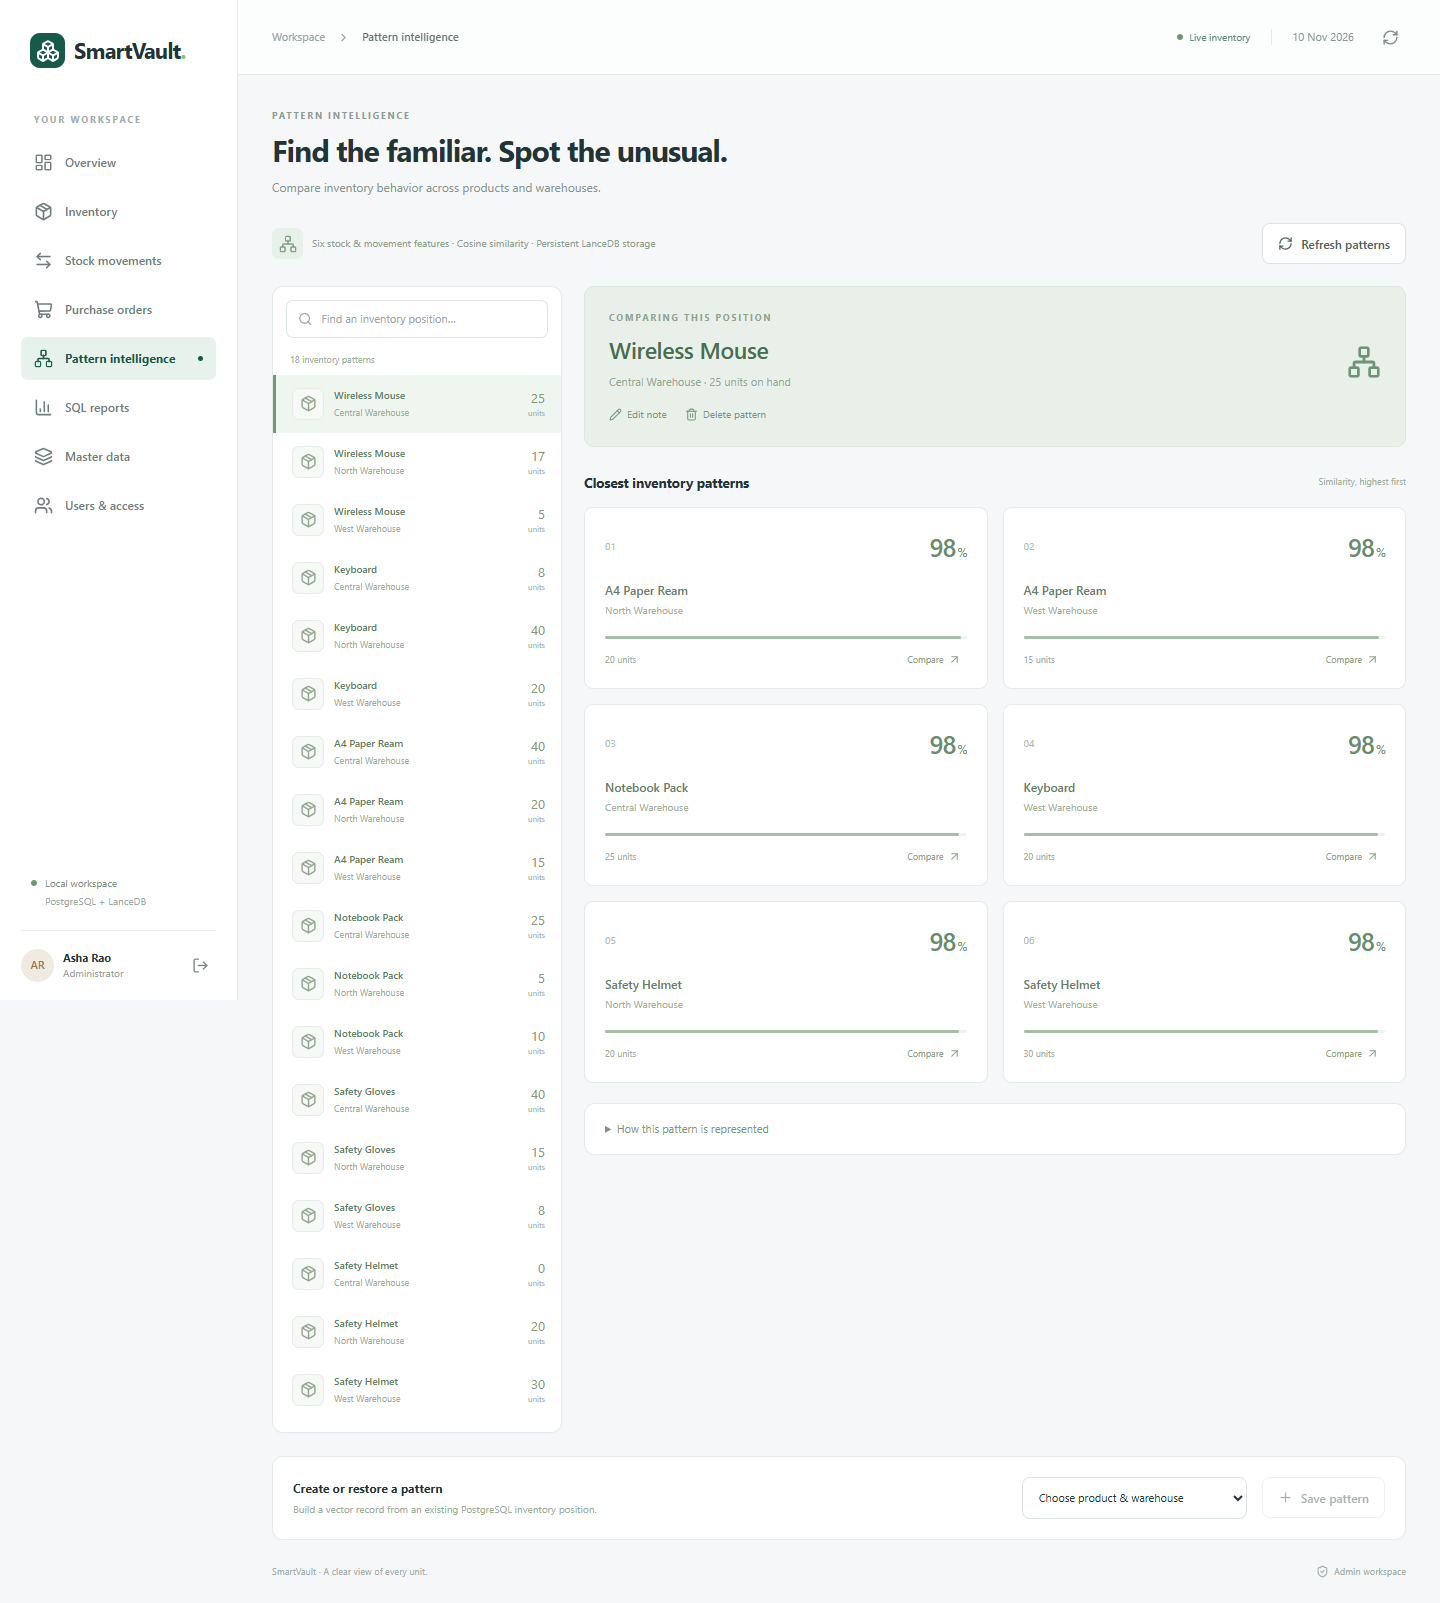 SmartVault.
YOUR WORKSPACE
Overview
Inventory
Stock movements
Purchase orders
Pattern intelligence
SQL reports
Master data
Users & access
Local workspace
PostgreSQL + LanceDB
AR
Asha Rao
Administrator
Workspace > Pattern intelligence
Live inventory
10 Nov 2026
PATTERN INTELLIGENCE
Find the familiar. Spot the unusual.
Compare inventory behavior across products and warehouses.
Six stock & movement features · Cosine similarity · Persistent LanceDB storage
Refresh patterns
Find an inventory position...
18 inventory patterns
Wireless Mouse 25
Central Warehouse units
Wireless Mouse 17
North Warehouse units
Wireless Mouse 5
West Warehouse units
Keyboard 8
Central Warehouse units
Keyboard 40
North Warehouse units
Keyboard 20
West Warehouse units
A4 Paper Ream 40
Central Warehouse units
A4 Paper Ream 20
North Warehouse units
A4 Paper Ream 15
West Warehouse units
Notebook Pack 25
Central Warehouse units
Notebook Pack 5
North Warehouse units
Notebook Pack 10
West Warehouse units
Safety Gloves 40
Central Warehouse units
Safety Gloves 15
North Warehouse units
Safety Gloves 8
West Warehouse units
Safety Helmet 0
Central Warehouse units
Safety Helmet 20
North Warehouse units
Safety Helmet 30
West Warehouse units
COMPARING THIS POSITION
Wireless Mouse
Central Warehouse · 25 units on hand
Edit note Delete pattern
Closest inventory patterns
Similarity, highest first
01 98%
A4 Paper Ream
North Warehouse
20 units Compare
02 98%
A4 Paper Ream
West Warehouse
15 units Compare
03 98%
Notebook Pack
Central Warehouse
25 units Compare
04 98%
Keyboard
West Warehouse
20 units Compare
05 98%
Safety Helmet
North Warehouse
20 units Compare
06 98%
Safety Helmet
West Warehouse
30 units Compare
How this pattern is represented
Create or restore a pattern
Build a vector record from an existing PostgreSQL inventory position.
Choose product & warehouse
Save pattern
SmartVault · A clear view of every unit.
Admin workspace